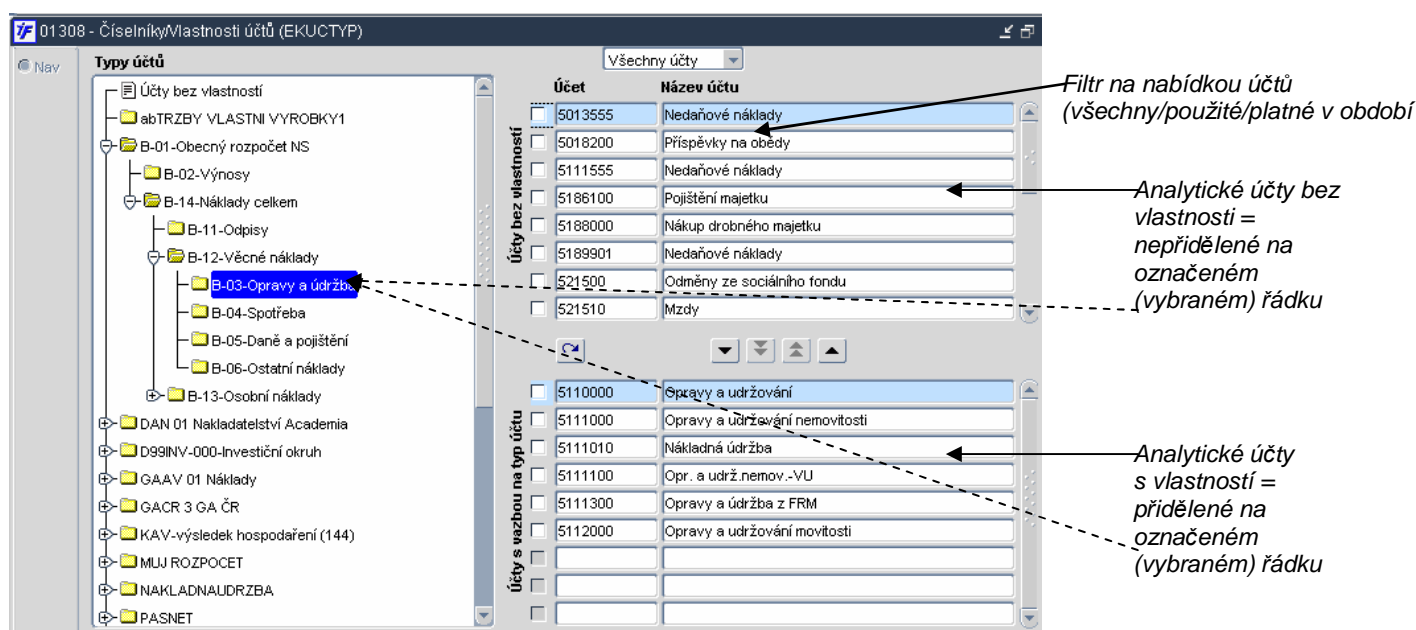 01308 - Číselníky/Vlastnosti účtů (EKUCTYP)
Nav
Typy účtů
Účty bez vlastností
abTRZBY VLASTNI VYROBKY1
B-01-Obecný rozpočet NS
B-02-Výnosy
B-14-Náklady celkem
B-11-Odpisy
B-12-Věcné náklady
B-03-Opravy a údržba
B-04-Spotřeba
B-05-Daně a pojištění
B-06-Ostatní náklady
B-13-Osobní náklady
DAN 01 Nakladatelství Academia
D99INV-000-Investiční okruh
GAAV 01 Náklady
GACR 3 GA ČR
KAV-výsledek hospodaření (144)
MUJ ROZPOCET
NAKLADNAUDRZBA
PASNET
Všechny účty
Účet Název účtu
Účty bez vlastností
5013555 Nedaňové náklady
5018200 Příspěvky na obědy
5111555 Nedaňové náklady
5186100 Pojištění majetku
5188000 Nákup drobného majetku
5189901 Nedaňové náklady
521500 Odměny ze sociálního fondu
521510 Mzdy
Účty s vazbou na typ účtu
5110000 Opravy a udržování
5111000 Opravy a udržování nemovitosti
5111010 Nákladná údržba
5111100 Opr. a udrž.nemov.-VU
5111300 Opravy a údržba z FRM
5112000 Opravy a udržování movitosti
Filtr na nabídkou účtů
(všechny/použité/platné v období
Analytické účty bez
vlastnosti =
nepřidělené na
označeném
(vybraném) řádku
Analytické účty
s vlastností =
přidělené na
označeném
(vybraném) řádku